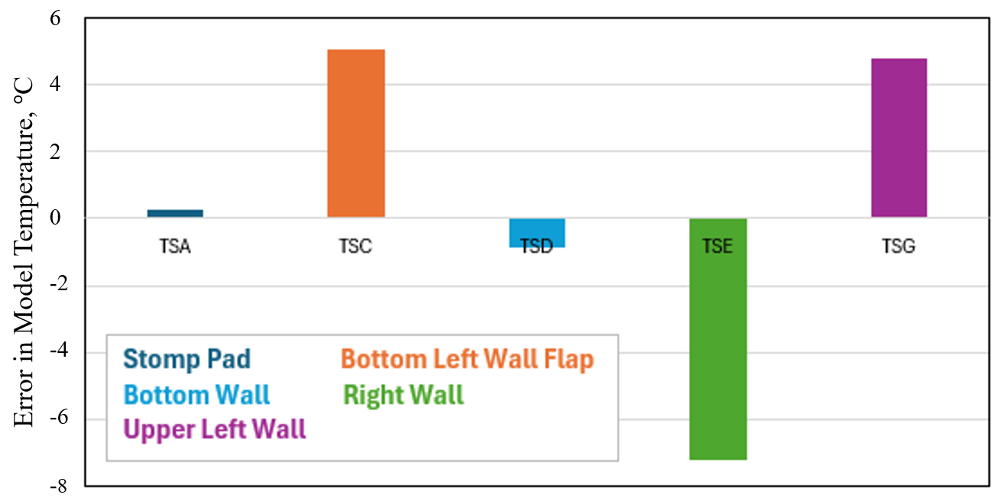 Error in Model Temperature, °C
6
4
2
0
-2
-4
-6
-8
TSA TSC TSD TSE TSG
Stomp Pad Bottom Left Wall Flap
Bottom Wall Right Wall
Upper Left Wall